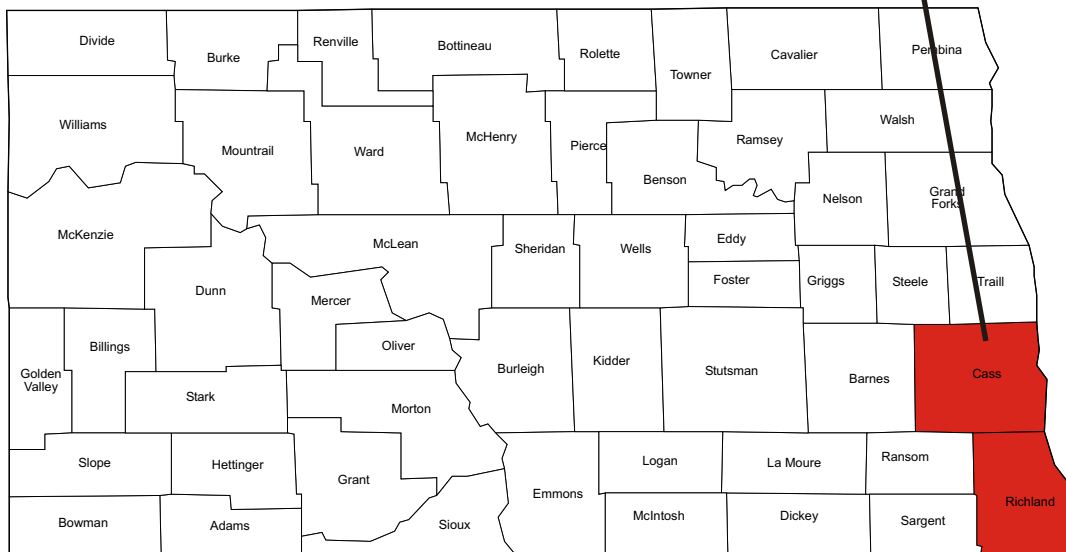 Divide
Burke
Renville
Bottineau
Rolette
Towner
Cavalier
Pembina
Williams
Mountrail
Ward
McHenry
Pierce
Benson
Ramsey
Walsh
Nelson
Grand
Forks
McKenzie
McLean
Sheridan
Wells
Eddy
Foster
Griggs
Steele
Traill
Dunn
Mercer
Oliver
Golden
Valley
Billings
Stark
Morton
Burleigh
Kidder
Stutsman
Barnes
Cass
Slope
Hettinger
Grant
Emmons
Logan
La Moure
Ransom
Richland
Bowman
Adams
Sioux
McIntosh
Dickey
Sargent